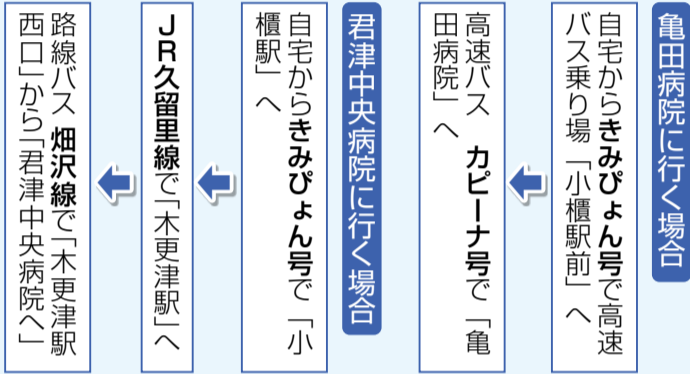 亀田病院に行く場合
自宅からきみぴょん号で高速
バス乗り場「小櫃駅前」へ
高速バス　カピーナ号で「亀
田病院」へ
君津中央病院に行く場合
自宅からきみぴょん号で「小
櫃駅」へ
JR久留里線で「木更津駅」へ
路線バス 畑沢線で「木更津駅
西口」から「君津中央病院へ」